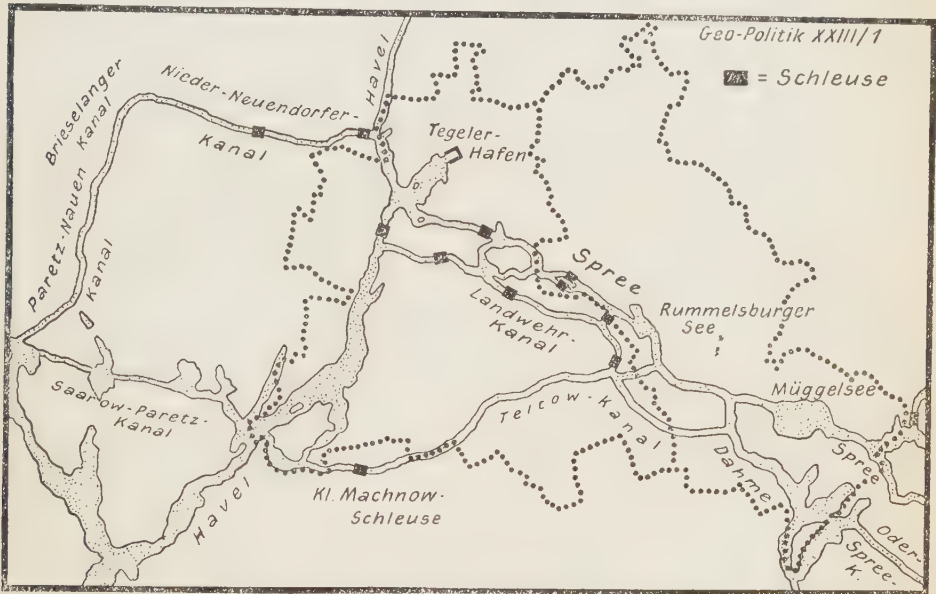 Geo-Politik XXIII/1
= Schleuse
Havel
Nieder-Neuendorfer-
Kanal
Brieselanger
Kanal
Paretz-Nauen
Kanal
Tegeler-
Hafen
Spree
Landwehr-
Kanal
Rummelsburger
See
Müggelsee
Saarow-Paretz-
Kanal
Teltow-Kanal
Spree
Dahme
Kl. Machnow-
Schleuse
Havel
Oder-
Spree-
K.